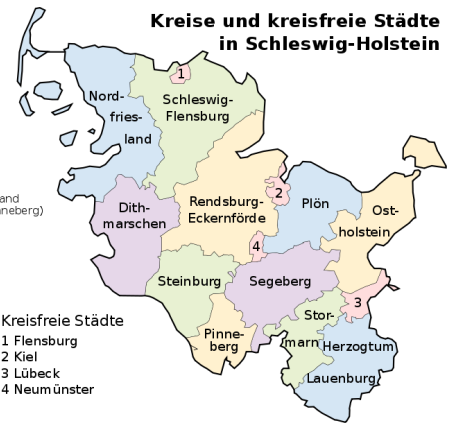 Kreise und kreisfreie Städte
in Schleswig-Holstein
1
Nord-
fries-
land
Schleswig-
Flensburg
and
nneberg)
Dith-
marschen
Rendsburg-
Eckernförde
2
Plön
Ost-
holstein
4
Steinburg
Segeberg
3
Pinne-
berg
Stor-
marn
Herzogtum
Lauenburg
Kreisfreie Städte
1 Flensburg
2 Kiel
3 Lübeck
4 Neumünster